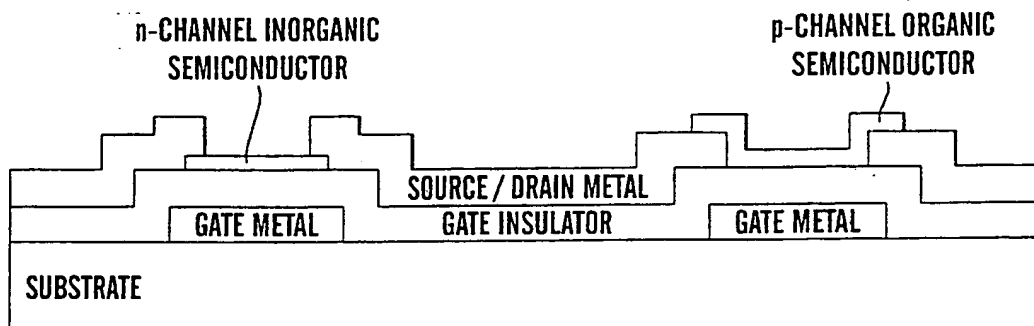 n-CHANNEL INORGANIC
SEMICONDUCTOR
p-CHANNEL ORGANIC
SEMICONDUCTOR
SOURCE / DRAIN METAL
GATE METAL
GATE INSULATOR
GATE METAL
SUBSTRATE